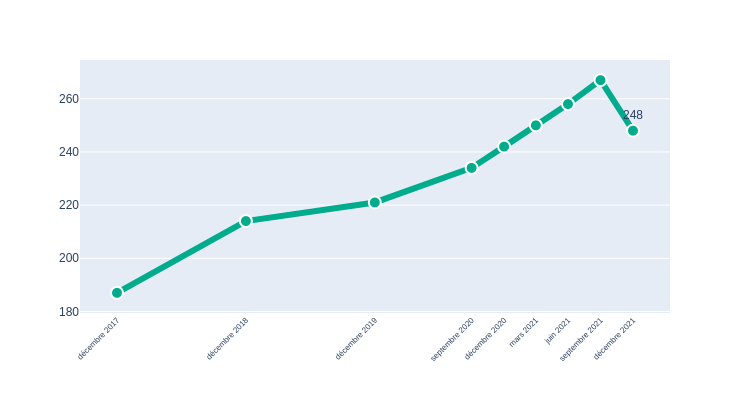 260
248
240
220
200
180
décembre 2017
décembre 2018
décembre 2019
septembre 2020
décembre 2020
mars 2021
juin 2021
septembre 2021
décembre 2021